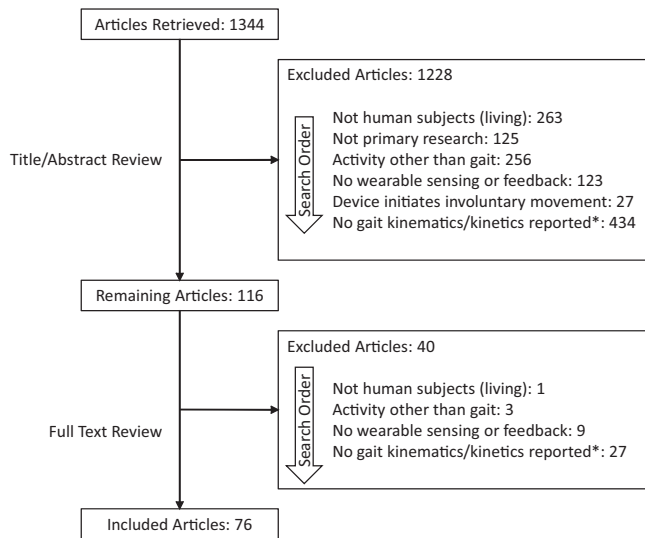 Articles Retrieved: 1344
Excluded Articles: 1228
Not human subjects (living): 263
Not primary research: 125
Activity other than gait: 256
No wearable sensing or feedback: 123
Device initiates involuntary movement: 27
No gait kinematics/kinetics reported*: 434
Search Order
Title/Abstract Review
Remaining Articles: 116
Excluded Articles: 40
Not human subjects (living): 1
Activity other than gait: 3
No wearable sensing or feedback: 9
No gait kinematics/kinetics reported*: 27
Search Order
Full Text Review
Included Articles: 76